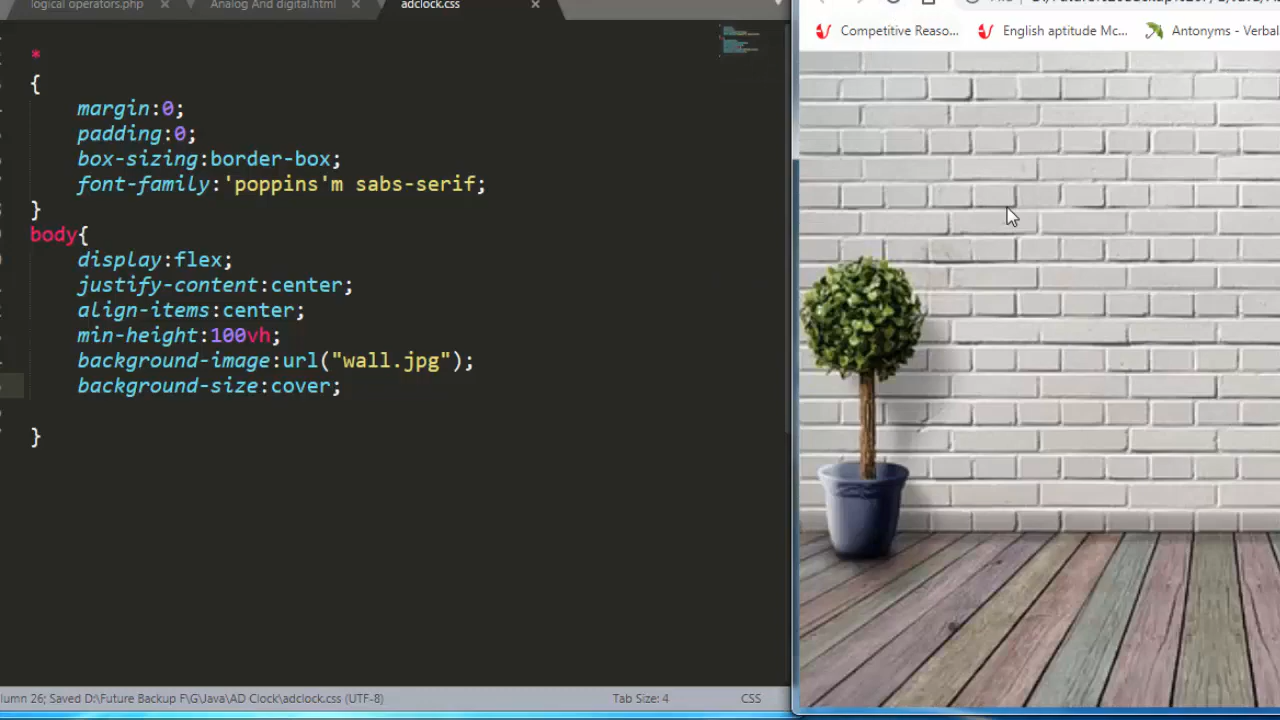 logical operators.php × Analog And digital.html × adclock.css ×
Competitive Reaso... English aptitude Mc... Antonyms - Verbal
*
{
margin:0;
padding:0;
box-sizing:border-box;
font-family:'poppins'm sabs-serif;
}
body{
display:flex;
justify-content:center;
align-items:center;
min-height:100vh;
background-image:url("wall.jpg");
background-size:cover;
}
umn 26; Saved D:\Future Backup F\G\Java\AD Clock\adclock.css (UTF-8) Tab Size: 4 CSS